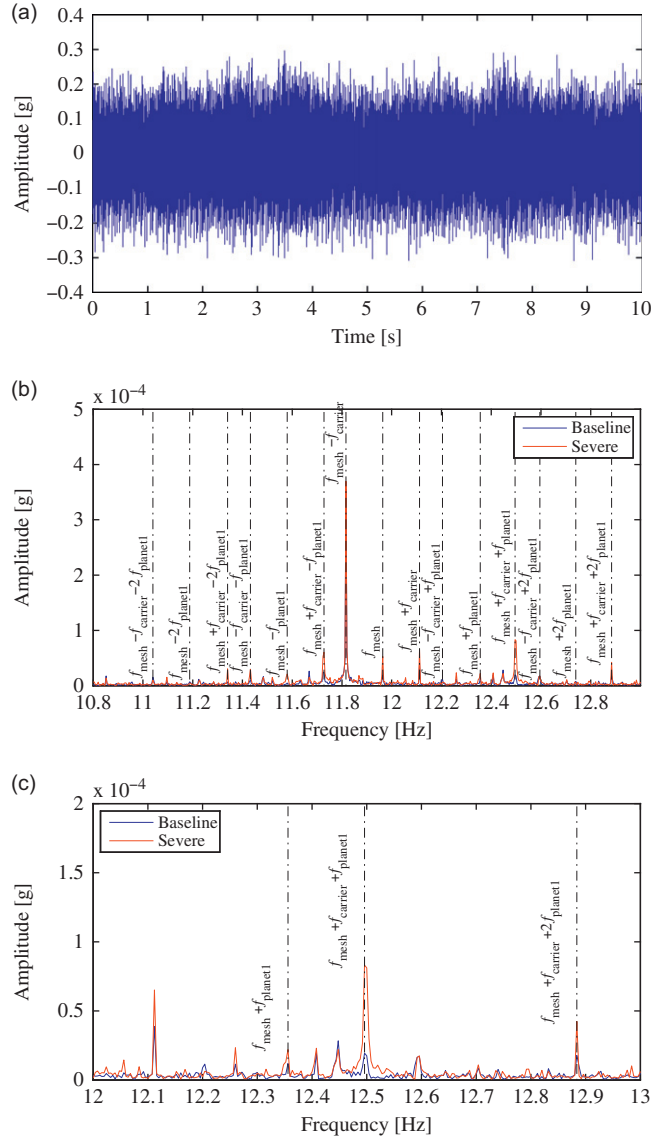 (a)
0.4
0.3
0.2
0.1
0
−0.1
−0.2
−0.3
−0.4
Amplitude [g]
0 1 2 3 4 5 6 7 8 9 10
Time [s]
(b)
x 10⁻⁴
5
4
3
2
1
0
Amplitude [g]
Baseline
Severe
f_mesh −f_carrier −2f_planet1
f_mesh −2f_planet1
f_mesh +f_carrier −2f_planet1
f_mesh −f_carrier −f_planet1
f_mesh −f_planet1
f_mesh +f_carrier −f_planet1
f_mesh −f_carrier
f_mesh
f_mesh +f_carrier
f_mesh −f_carrier +f_planet1
f_mesh +f_planet1
f_mesh +f_carrier +f_planet1
f_mesh −f_carrier +2f_planet1
f_mesh +2f_planet1
f_mesh +f_carrier +2f_planet1
10.8 11 11.2 11.4 11.6 11.8 12 12.2 12.4 12.6 12.8
Frequency [Hz]
(c)
x 10⁻⁴
2
1.5
1
0.5
0
Amplitude [g]
Baseline
Severe
f_mesh +f_planet1
f_mesh +f_carrier +f_planet1
f_mesh +f_carrier +2f_planet1
12 12.1 12.2 12.3 12.4 12.5 12.6 12.7 12.8 12.9 13
Frequency [Hz]